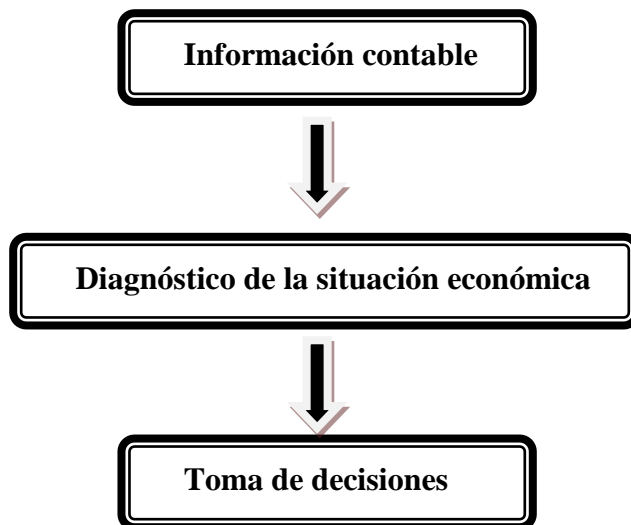 Información contable
Diagnóstico de la situación económica
Toma de decisiones